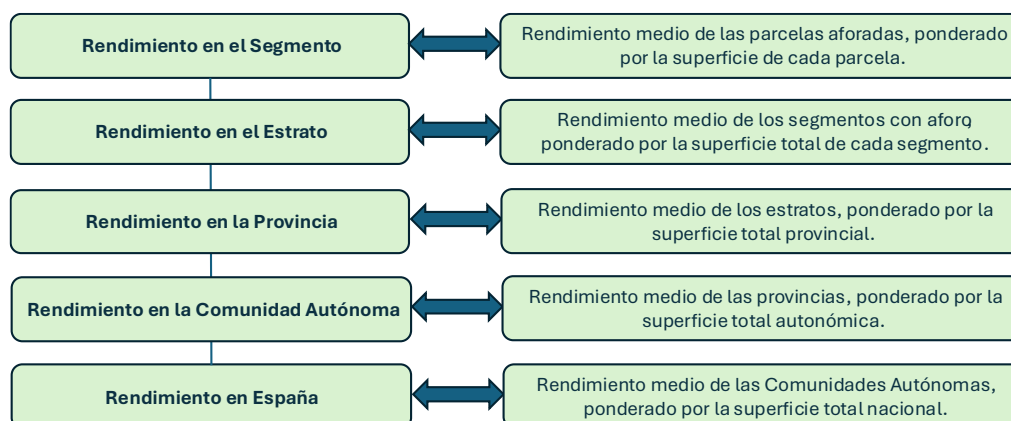 Rendimiento en el Segmento
Rendimiento medio de las parcelas aforadas, ponderado
por la superficie de cada parcela.
Rendimiento en el Estrato
Rendimiento medio de los segmentos con aforo,
ponderado por la superficie total de cada segmento.
Rendimiento en la Provincia
Rendimiento medio de los estratos, ponderado por la
superficie total provincial.
Rendimiento en la Comunidad Autónoma
Rendimiento medio de las provincias, ponderado por la
superficie total autonómica.
Rendimiento en España
Rendimiento medio de las Comunidades Autónomas,
ponderado por la superficie total nacional.